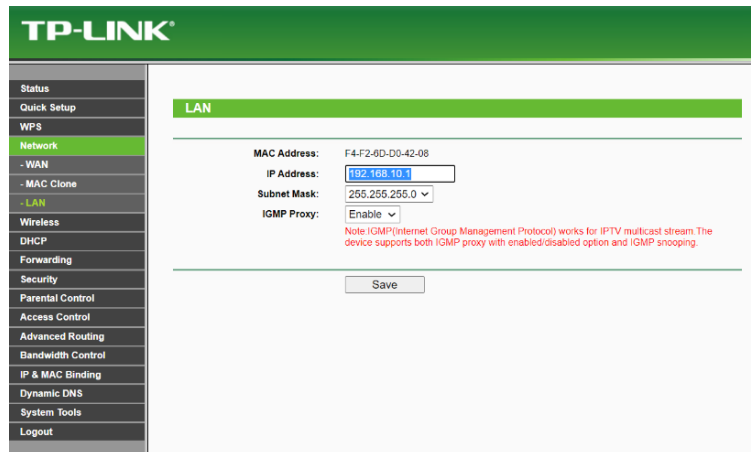 TP-LINK®
Status
Quick Setup
WPS
Network
- WAN
- MAC Clone
- LAN
Wireless
DHCP
Forwarding
Security
Parental Control
Access Control
Advanced Routing
Bandwidth Control
IP & MAC Binding
Dynamic DNS
System Tools
Logout
LAN
MAC Address: F4-F2-6D-D0-42-08
IP Address: 192.168.10.1
Subnet Mask: 255.255.255.0
IGMP Proxy: Enable
Note:IGMP(Internet Group Management Protocol) works for IPTV multicast stream.The
device supports both IGMP proxy with enabled/disabled option and IGMP snooping.
Save